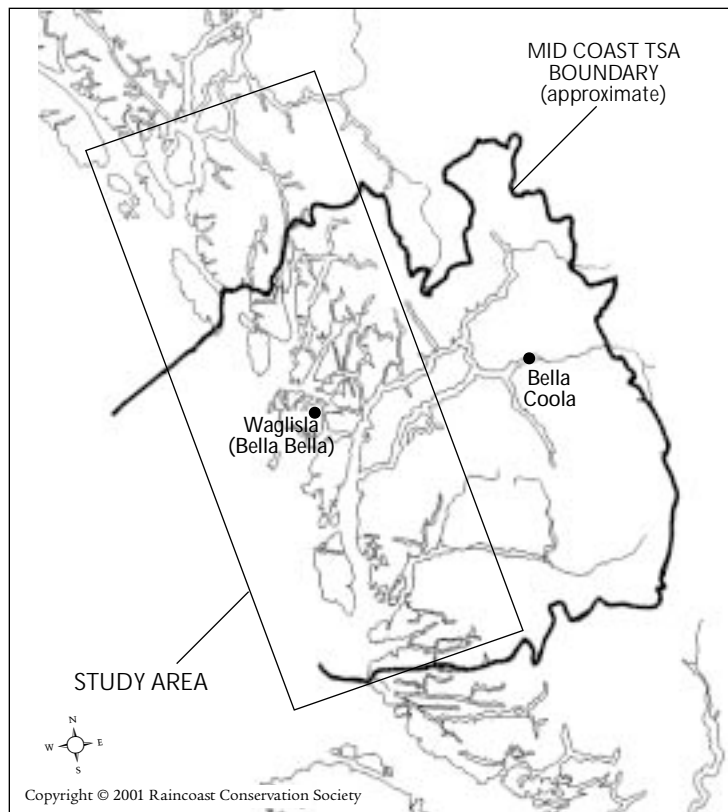 MID COAST TSA
BOUNDARY
(approximate)
Bella
Coola
Waglisla
(Bella Bella)
STUDY AREA
N
W E
S
Copyright © 2001 Raincoast Conservation Society